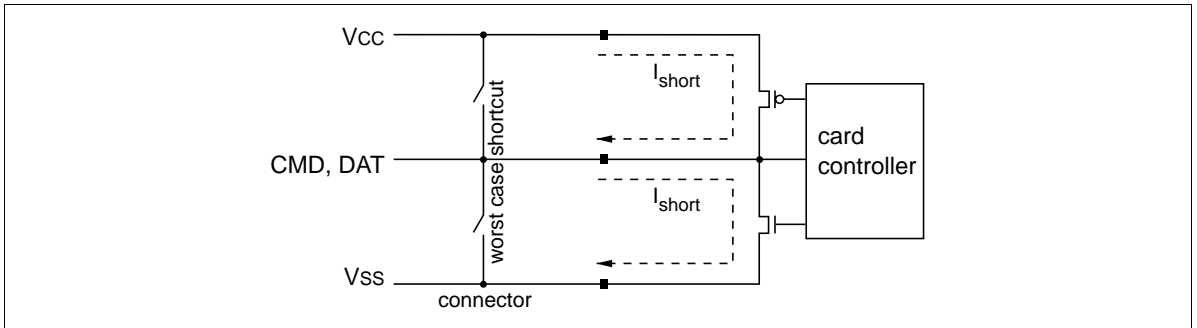 VCC
Ishort
worst case shortcut
card
controller
CMD, DAT
Ishort
VSS
connector